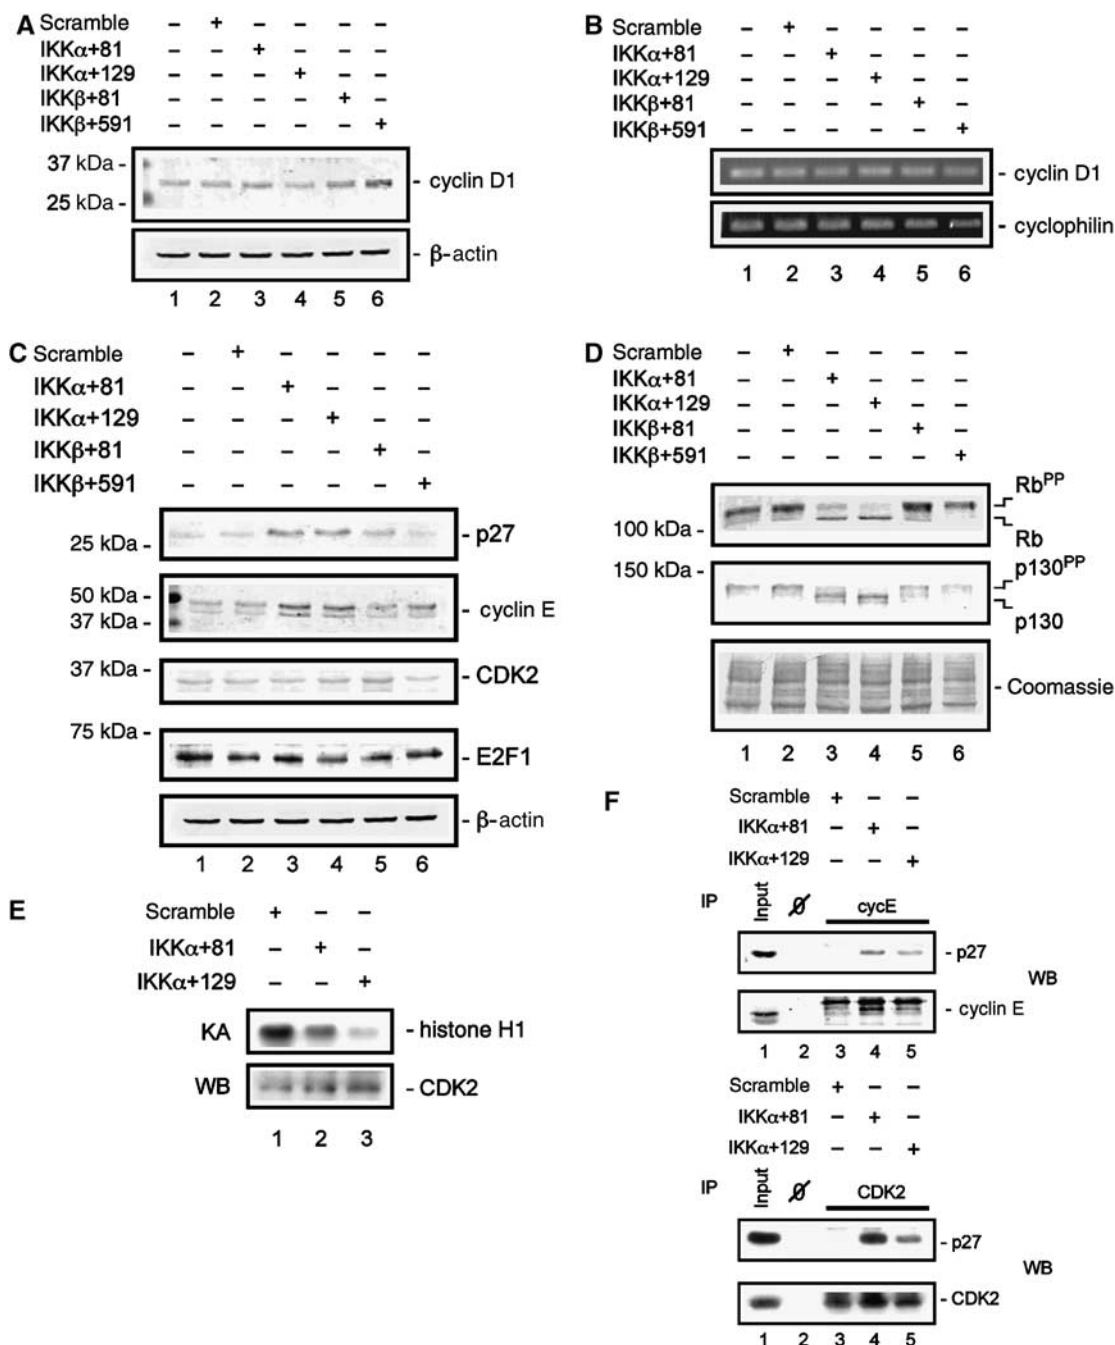 A Scramble – + – – – –
IKKα+81 – – + – – –
IKKα+129 – – – + – –
IKKβ+81 – – – – + –
IKKβ+591 – – – – – +
37 kDa -
- cyclin D1
25 kDa -
- β-actin
1 2 3 4 5 6
B Scramble – + – – – –
IKKα+81 – – + – – –
IKKα+129 – – – + – –
IKKβ+81 – – – – + –
IKKβ+591 – – – – – +
- cyclin D1
- cyclophilin
1 2 3 4 5 6
C Scramble – + – – – –
IKKα+81 – – + – – –
IKKα+129 – – – + – –
IKKβ+81 – – – – + –
IKKβ+591 – – – – – +
- p27
25 kDa -
50 kDa -
- cyclin E
37 kDa -
37 kDa -
- CDK2
75 kDa -
- E2F1
- β-actin
1 2 3 4 5 6
D Scramble – + – – – –
IKKα+81 – – + – – –
IKKα+129 – – – + – –
IKKβ+81 – – – – + –
IKKβ+591 – – – – – +
Rbᴾᴾ
100 kDa -
Rb
150 kDa -
p130ᴾᴾ
p130
- Coomassie
1 2 3 4 5 6
E
Scramble + – –
IKKα+81 – + –
IKKα+129 – – +
KA - histone H1
WB - CDK2
1 2 3
F
Scramble + – –
IKKα+81 – + –
IKKα+129 – – +
IP Input Ø cycE
- p27
WB
- cyclin E
1 2 3 4 5
Scramble + – –
IKKα+81 – + –
IKKα+129 – – +
IP Input Ø CDK2
- p27
WB
- CDK2
1 2 3 4 5